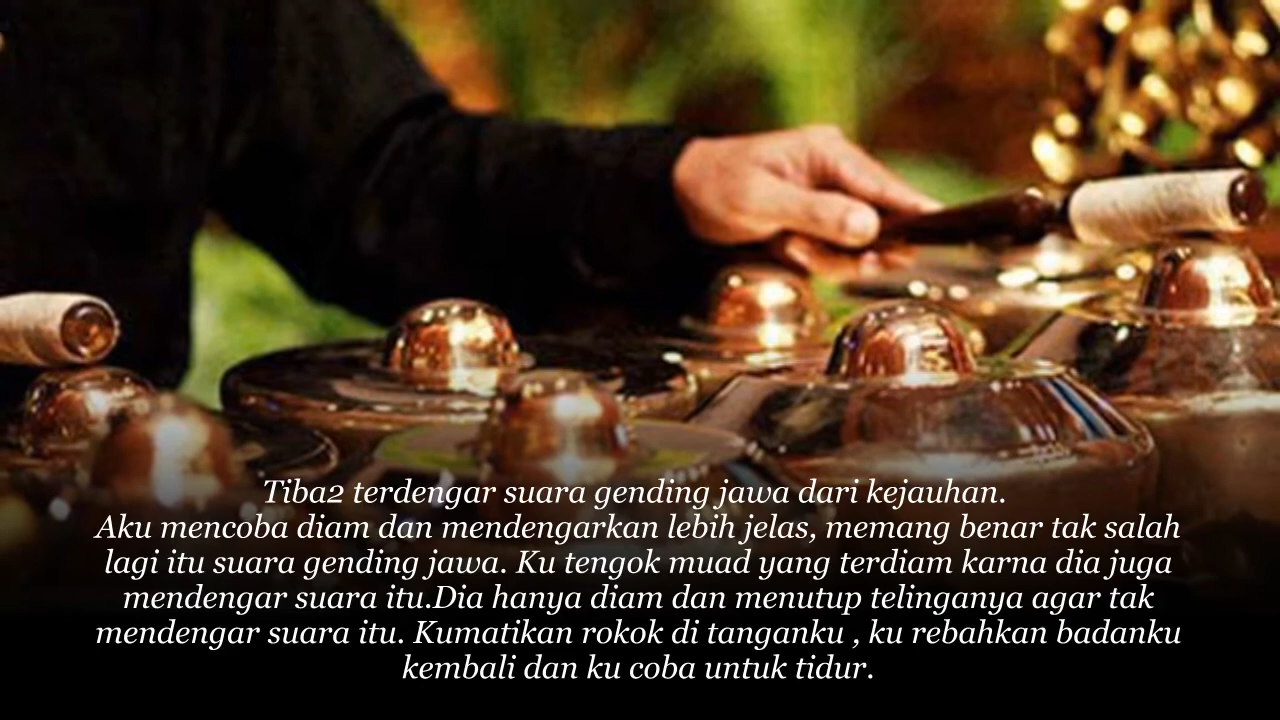 Tiba2 terdengar suara gending jawa dari kejauhan.
Aku mencoba diam dan mendengarkan lebih jelas, memang benar tak salah
lagi itu suara gending jawa. Ku tengok muad yang terdiam karna dia juga
mendengar suara itu.Dia hanya diam dan menutup telinganya agar tak
mendengar suara itu. Kumatikan rokok di tanganku , ku rebahkan badanku
kembali dan ku coba untuk tidur.